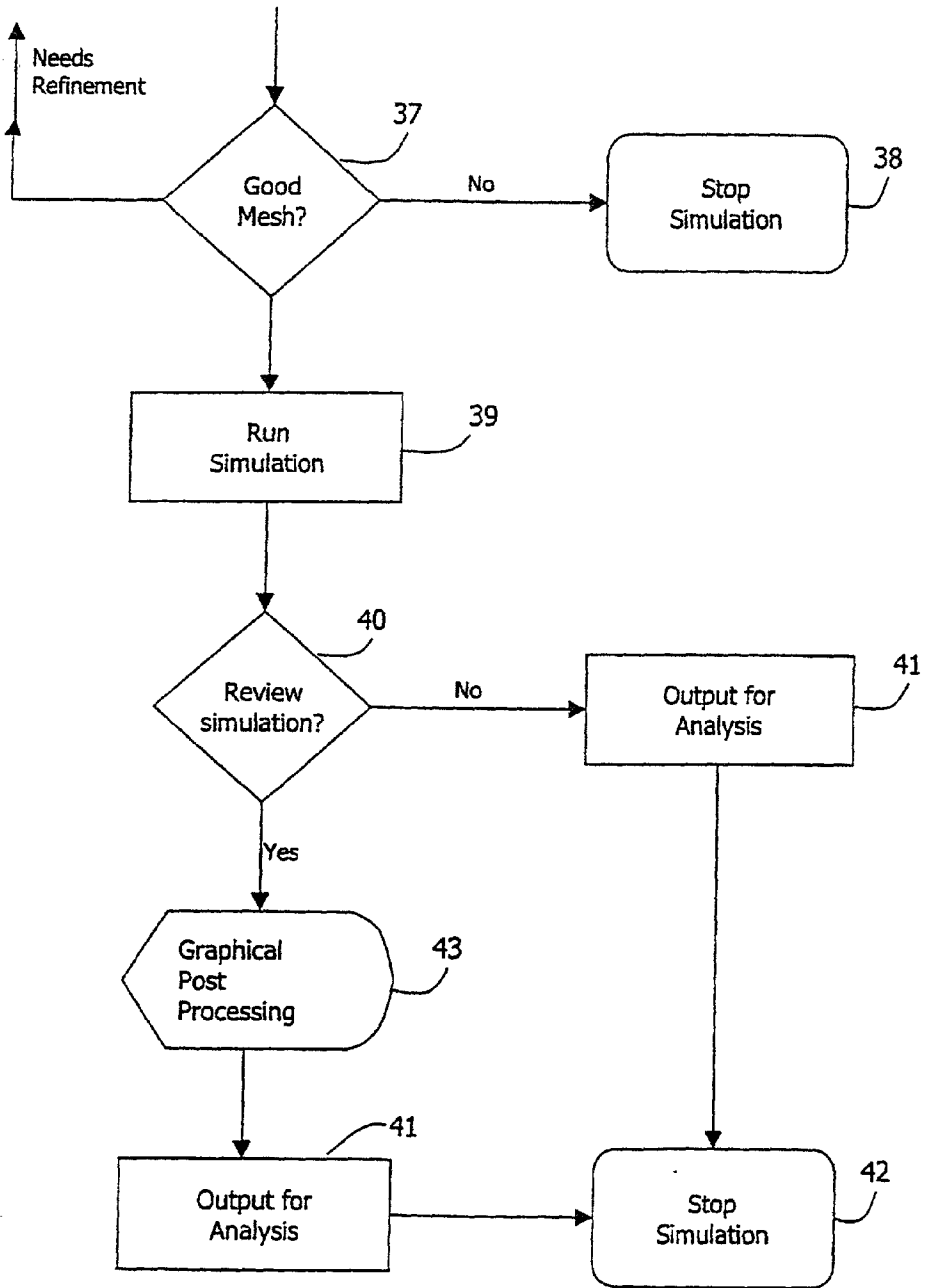 Needs
Refinement
37
Good
Mesh?
No
Stop
Simulation
38
Run
Simulation
39
40
Review
simulation?
No
Output for
Analysis
41
Yes
Graphical
Post
Processing
43
41
Output for
Analysis
Stop
Simulation
42